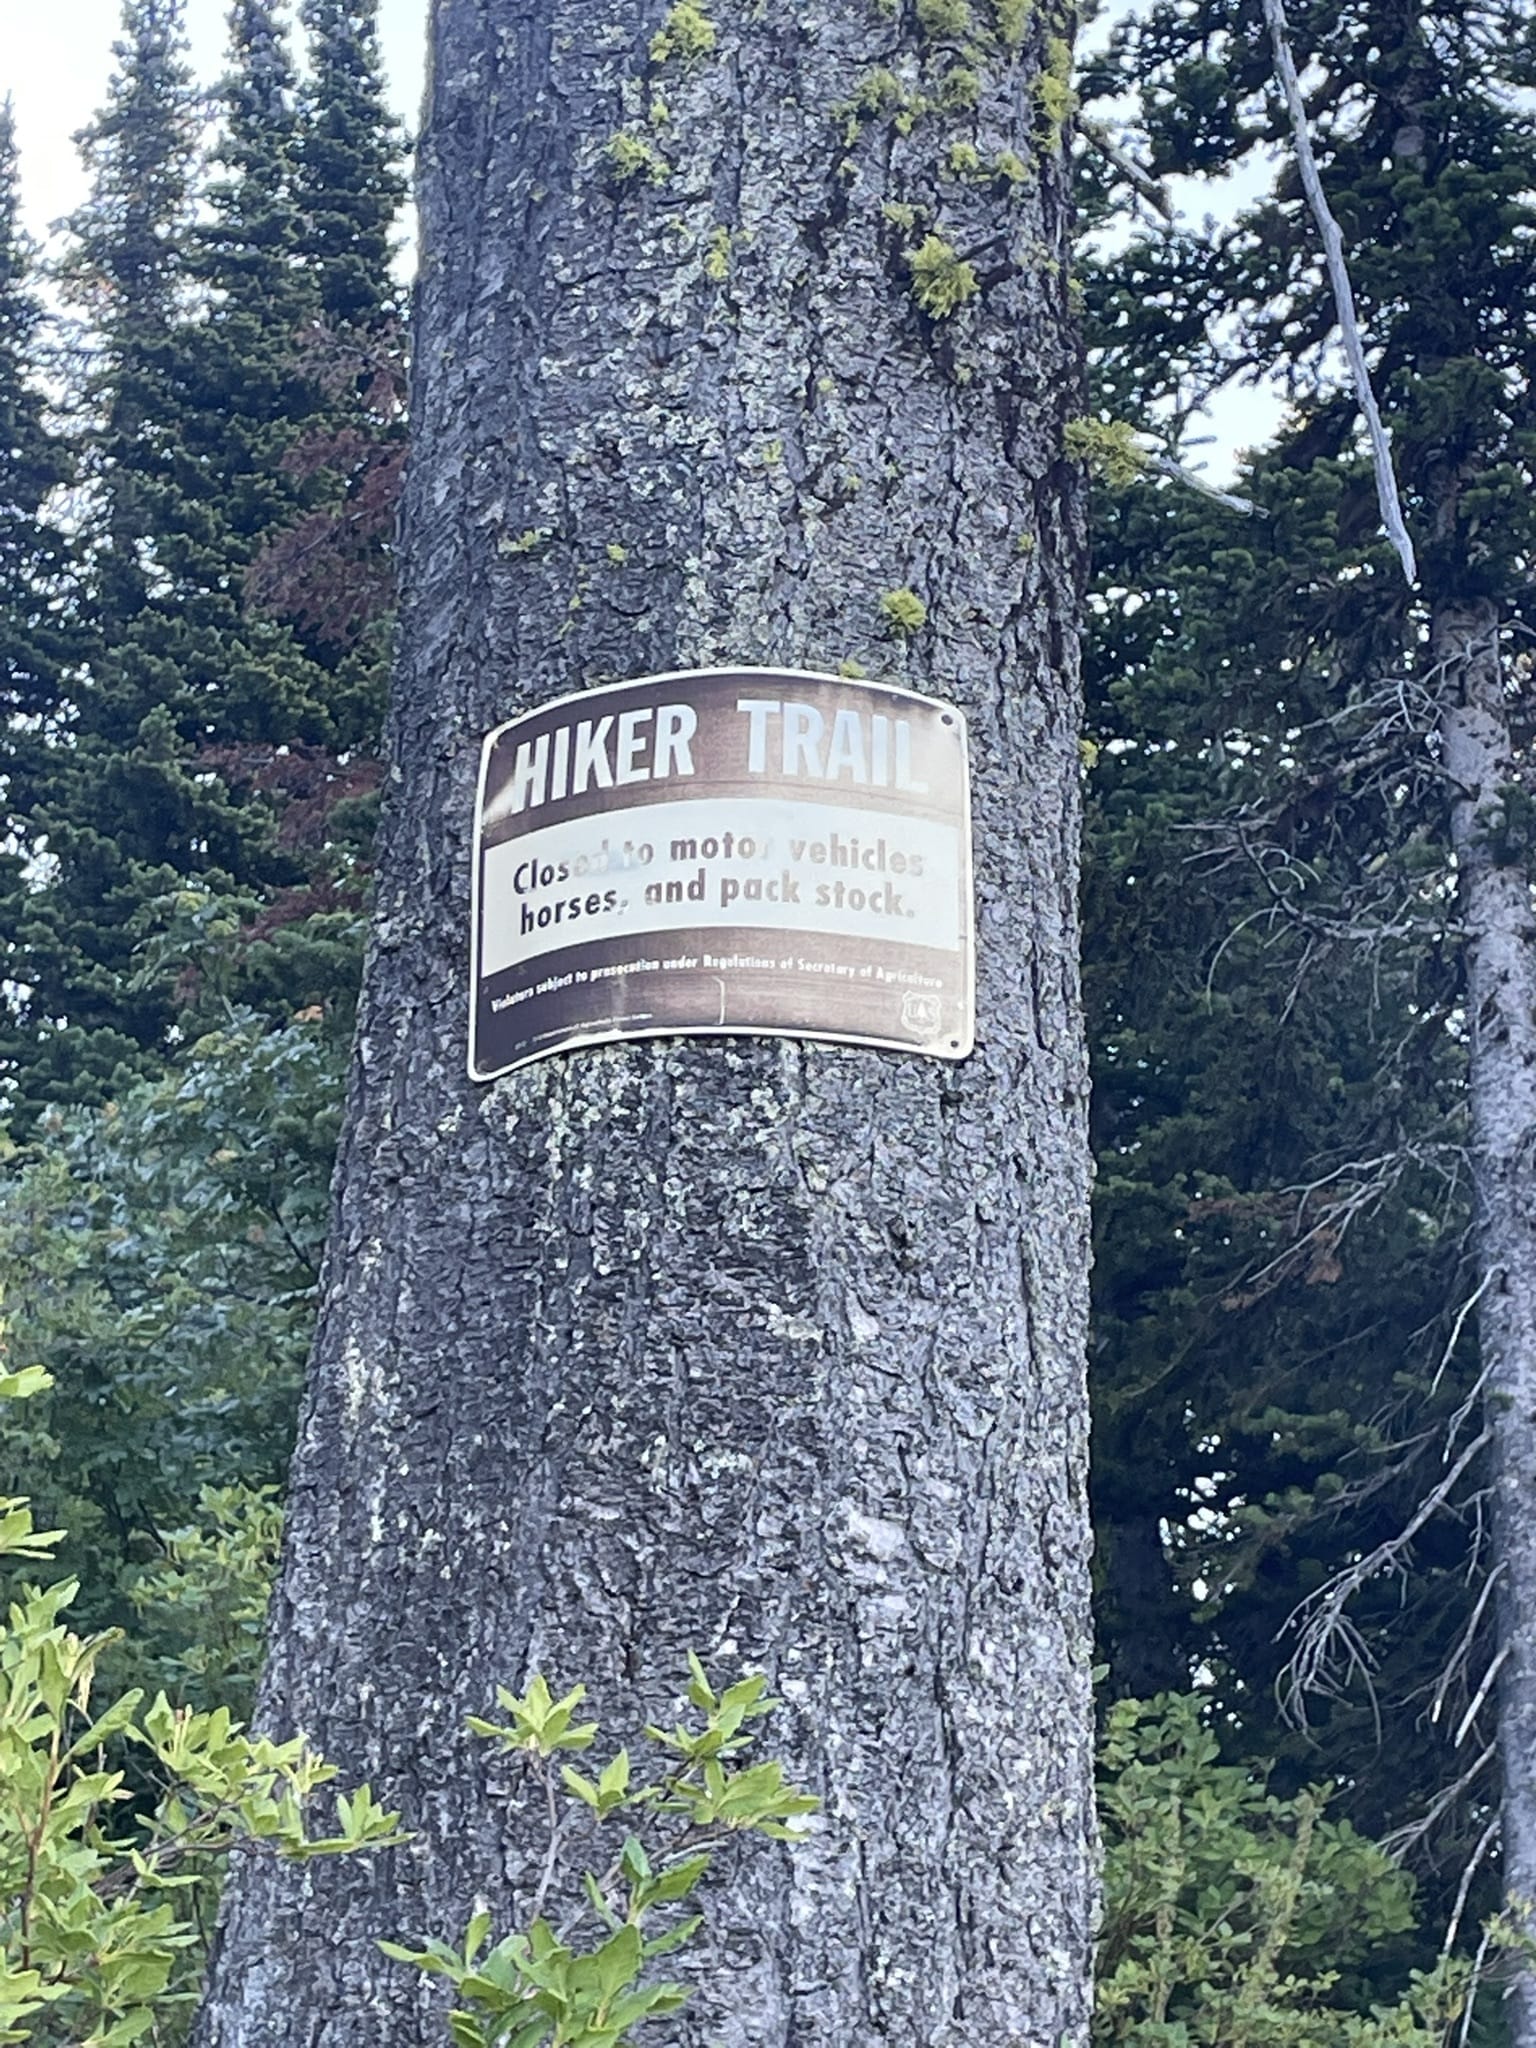 HIKER TRAIL
Closed to motor vehicles
horses, and pack stock.
Violators subject to prosecution under Regulations of Secretary of Agriculture
UAS